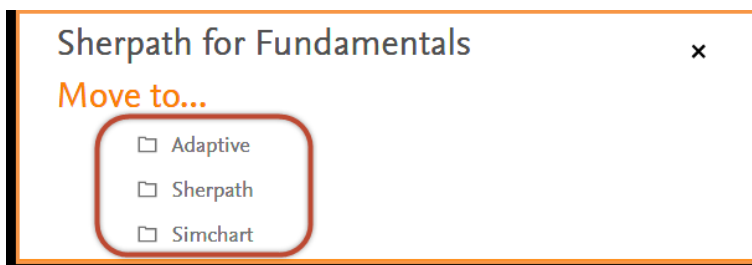 Sherpath for Fundamentals
Move to...
Adaptive
Sherpath
Simchart